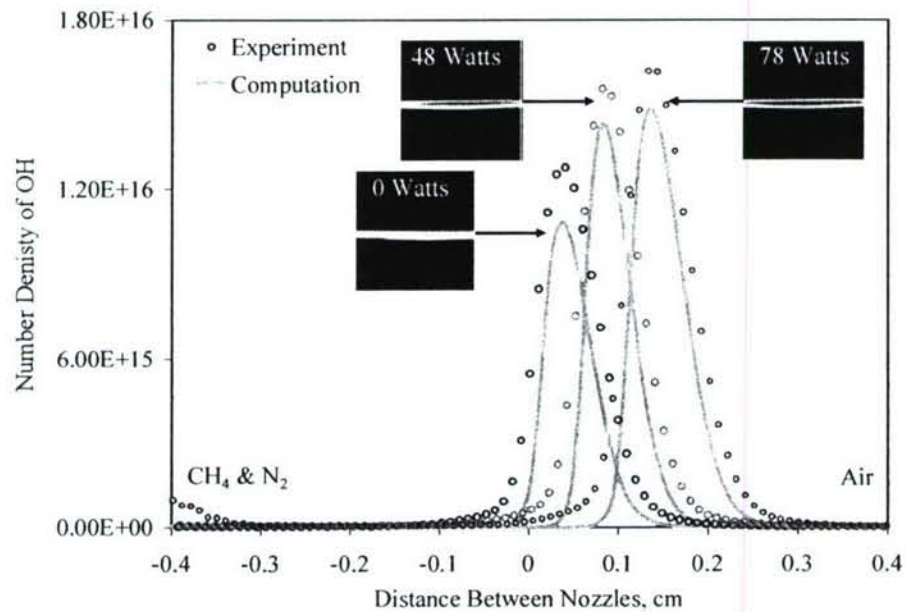 1.80E+16
1.20E+16
6.00E+15
0.00E+00
Number Denisty of OH
Experiment
Computation
48 Watts
78 Watts
0 Watts
CH₄ & N₂
Air
-0.4 -0.3 -0.2 -0.1 0 0.1 0.2 0.3 0.4
Distance Between Nozzles, cm